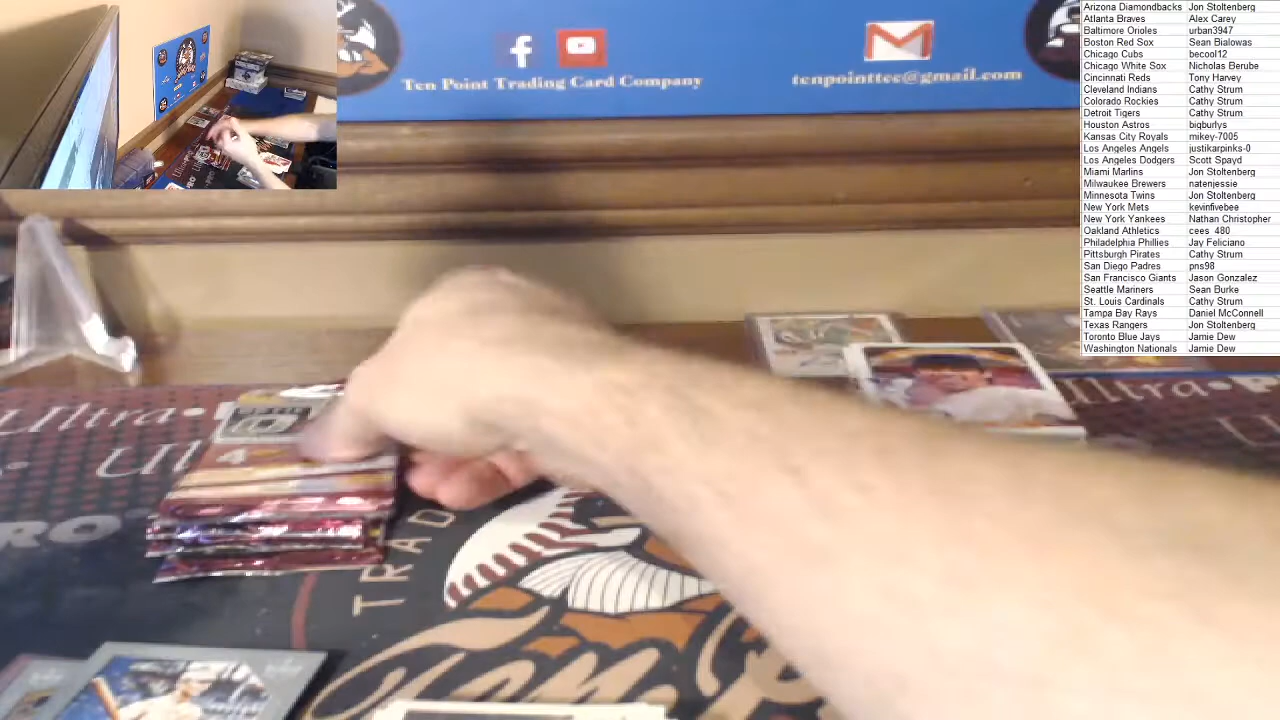 Ten Point Trading Card Company
tenpointtcc@gmail.com
Arizona Diamondbacks Jon Stoltenberg
Atlanta Braves Alex Carey
Baltimore Orioles urban3947
Boston Red Sox Sean Bialowas
Chicago Cubs becool12
Chicago White Sox Nicholas Berube
Cincinnati Reds Tony Harvey
Cleveland Indians Cathy Strum
Colorado Rockies Cathy Strum
Detroit Tigers Cathy Strum
Houston Astros bigburlys
Kansas City Royals mikey-7005
Los Angeles Angels justikarpinks-0
Los Angeles Dodgers Scott Spayd
Miami Marlins Jon Stoltenberg
Milwaukee Brewers natenjessie
Minnesota Twins Jon Stoltenberg
New York Mets kevinfivebee
New York Yankees Nathan Christopher
Oakland Athletics cees_480
Philadelphia Phillies Jay Feliciano
Pittsburgh Pirates Cathy Strum
San Diego Padres pns98
San Francisco Giants Jason Gonzalez
Seattle Mariners Sean Burke
St. Louis Cardinals Cathy Strum
Tampa Bay Rays Daniel McConnell
Texas Rangers Jon Stoltenberg
Toronto Blue Jays Jamie Dew
Washington Nationals Jamie Dew
Ultra
Ultra
PRO
TRAD
Ten
4